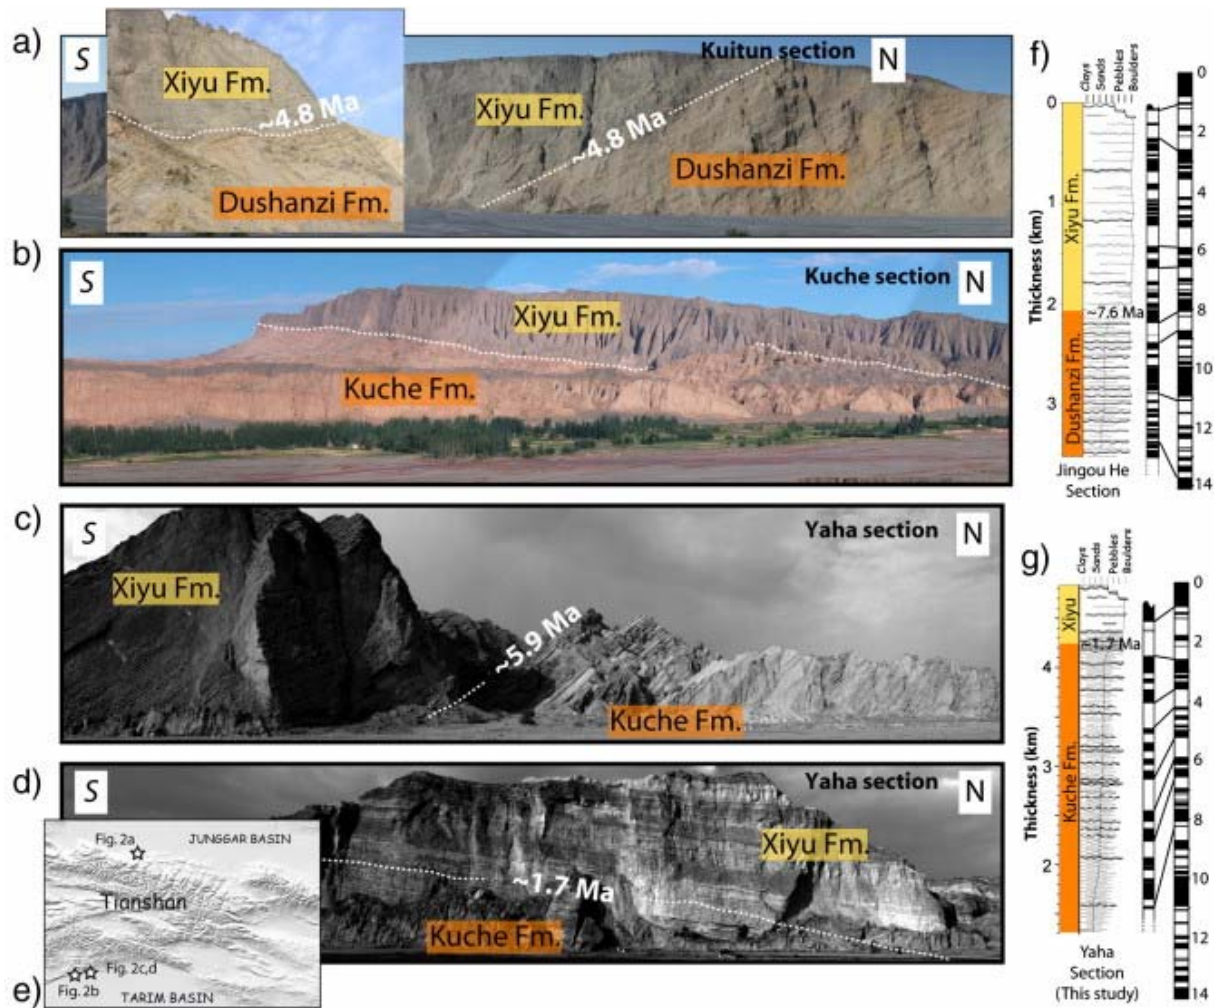 a)
S
Xiyu Fm.
~4.8 Ma
Dushanzi Fm.
Kuitun section
N
Xiyu Fm.
~4.8 Ma
Dushanzi Fm.
b)
S
Kuche section
N
Xiyu Fm.
Kuche Fm.
c)
S
Yaha section
N
Xiyu Fm.
~5.9 Ma
Kuche Fm.
d)
S
Yaha section
N
Xiyu Fm.
~1.7 Ma
Kuche Fm.
e)
Fig. 2a
JUNGGAR BASIN
Tianshan
Fig. 2c,d
Fig. 2b
TARIM BASIN
f)
Clays
Sands
Pebbles
Boulders
Thickness (km)
0
1
2
3
Xiyu Fm.
~7.6 Ma
Dushanzi Fm.
0
2
4
6
8
10
12
14
Jingou He
Section
g)
Clays
Sands
Pebbles
Boulders
Thickness (km)
4
3
2
Xiyu
~1.7 Ma
Kuche Fm.
0
2
4
6
8
10
12
14
Yaha
Section
(This study)